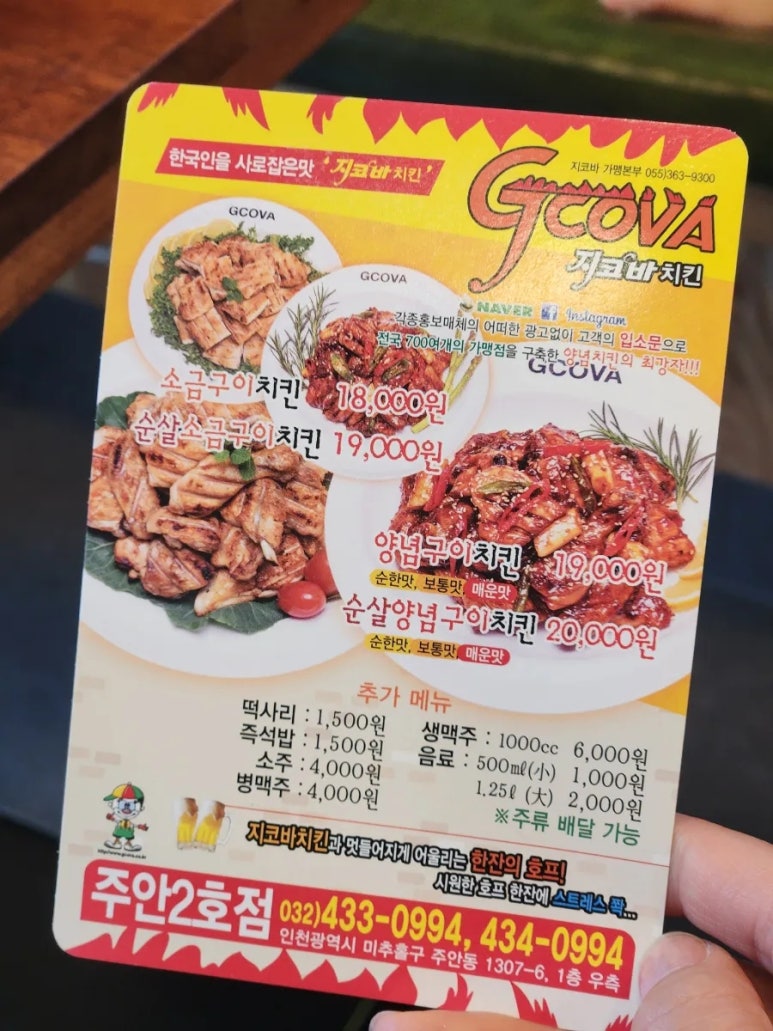 한국인을 사로잡은맛 '지코바치킨'
지코바 가맹본부 055)363-9300
GCOVA
지코바치킨
GCOVA
GCOVA
NAVER f Instagram
각종홍보매체의 어떠한 광고없이 고객의 입소문으로
전국 700여개의 가맹점을 구축한 양념치킨의 최강자!!!
GCOVA
소금구이치킨 18,000원
순살소금구이치킨 19,000원
양념구이치킨 19,000원
순한맛, 보통맛, 매운맛
순살양념구이치킨 20,000원
순한맛, 보통맛, 매운맛
추가 메뉴
떡사리 : 1,500원
즉석밥 : 1,500원
소주 : 4,000원
병맥주 : 4,000원
생맥주 : 1000cc 6,000원
음료 : 500㎖(小) 1,000원
1.25ℓ (大) 2,000원
※주류 배달 가능
http://www.gcova.co.kr
지코바치킨과 멋들어지게 어울리는 한잔의 호프!
시원한 호프 한잔에 스트레스 꽉...
주안2호점 032)433-0994, 434-0994
인천광역시 미추홀구 주안동 1307-6, 1층 우측